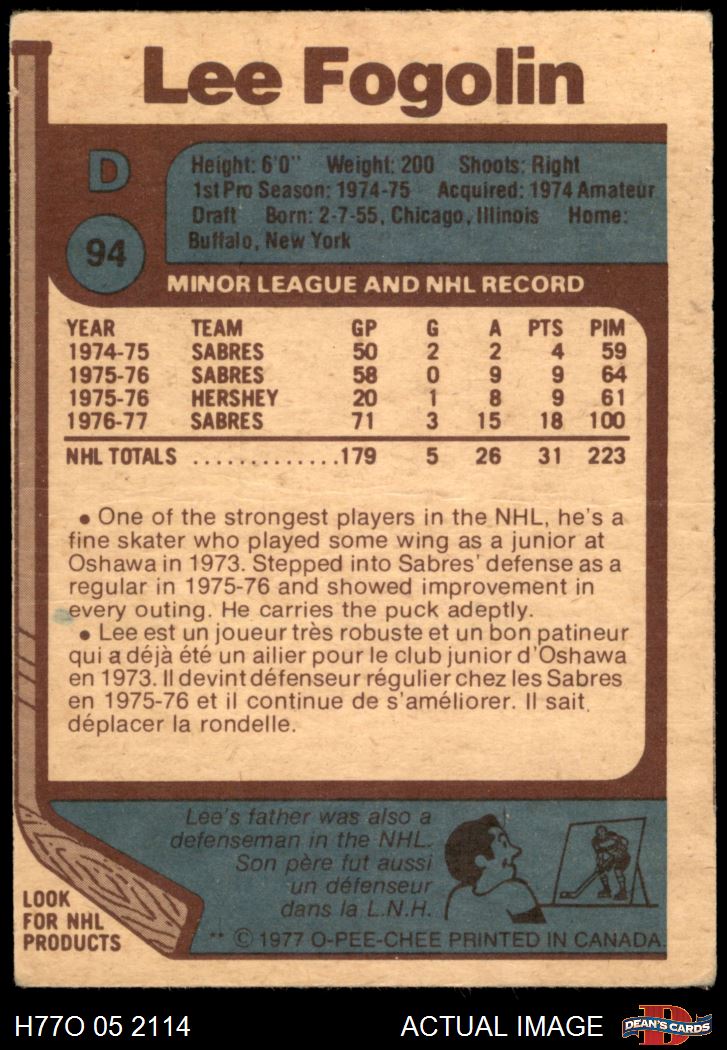 Lee Fogolin
D
94
Height: 6'0" Weight: 200 Shoots: Right
1st Pro Season: 1974-75 Acquired: 1974 Amateur
Draft Born: 2-7-55, Chicago, Illinois Home:
Buffalo, New York
MINOR LEAGUE AND NHL RECORD
YEAR TEAM GP G A PTS PIM
1974-75 SABRES 50 2 2 4 59
1975-76 SABRES 58 0 9 9 64
1975-76 HERSHEY 20 1 8 9 61
1976-77 SABRES 71 3 15 18 100
NHL TOTALS .............179 5 26 31 223
● One of the strongest players in the NHL, he's a
fine skater who played some wing as a junior at
Oshawa in 1973. Stepped into Sabres' defense as a
regular in 1975-76 and showed improvement in
every outing. He carries the puck adeptly.
● Lee est un joueur très robuste et un bon patineur
qui a déjà été un ailier pour le club junior d'Oshawa
en 1973. Il devint défenseur régulier chez les Sabres
en 1975-76 et il continue de s'améliorer. Il sait
déplacer la rondelle.
Lee's father was also a
defenseman in the NHL.
Son père fut aussi
un défenseur
dans la L.N.H.
LOOK
FOR NHL
PRODUCTS
** © 1977 O-PEE-CHEE PRINTED IN CANADA
H77O 05 2114 ACTUAL IMAGE
D
DEAN'S CARDS